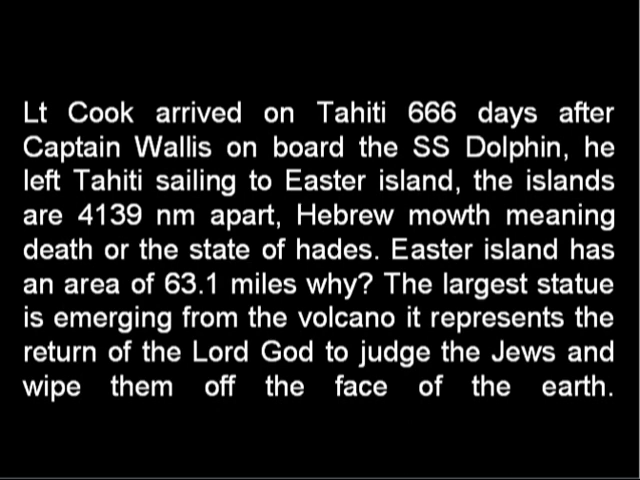 Lt Cook arrived on Tahiti 666 days after
Captain Wallis on board the SS Dolphin, he
left Tahiti sailing to Easter island, the islands
are 4139 nm apart, Hebrew mowth meaning
death or the state of hades. Easter island has
an area of 63.1 miles why? The largest statue
is emerging from the volcano it represents the
return of the Lord God to judge the Jews and
wipe them off the face of the earth.